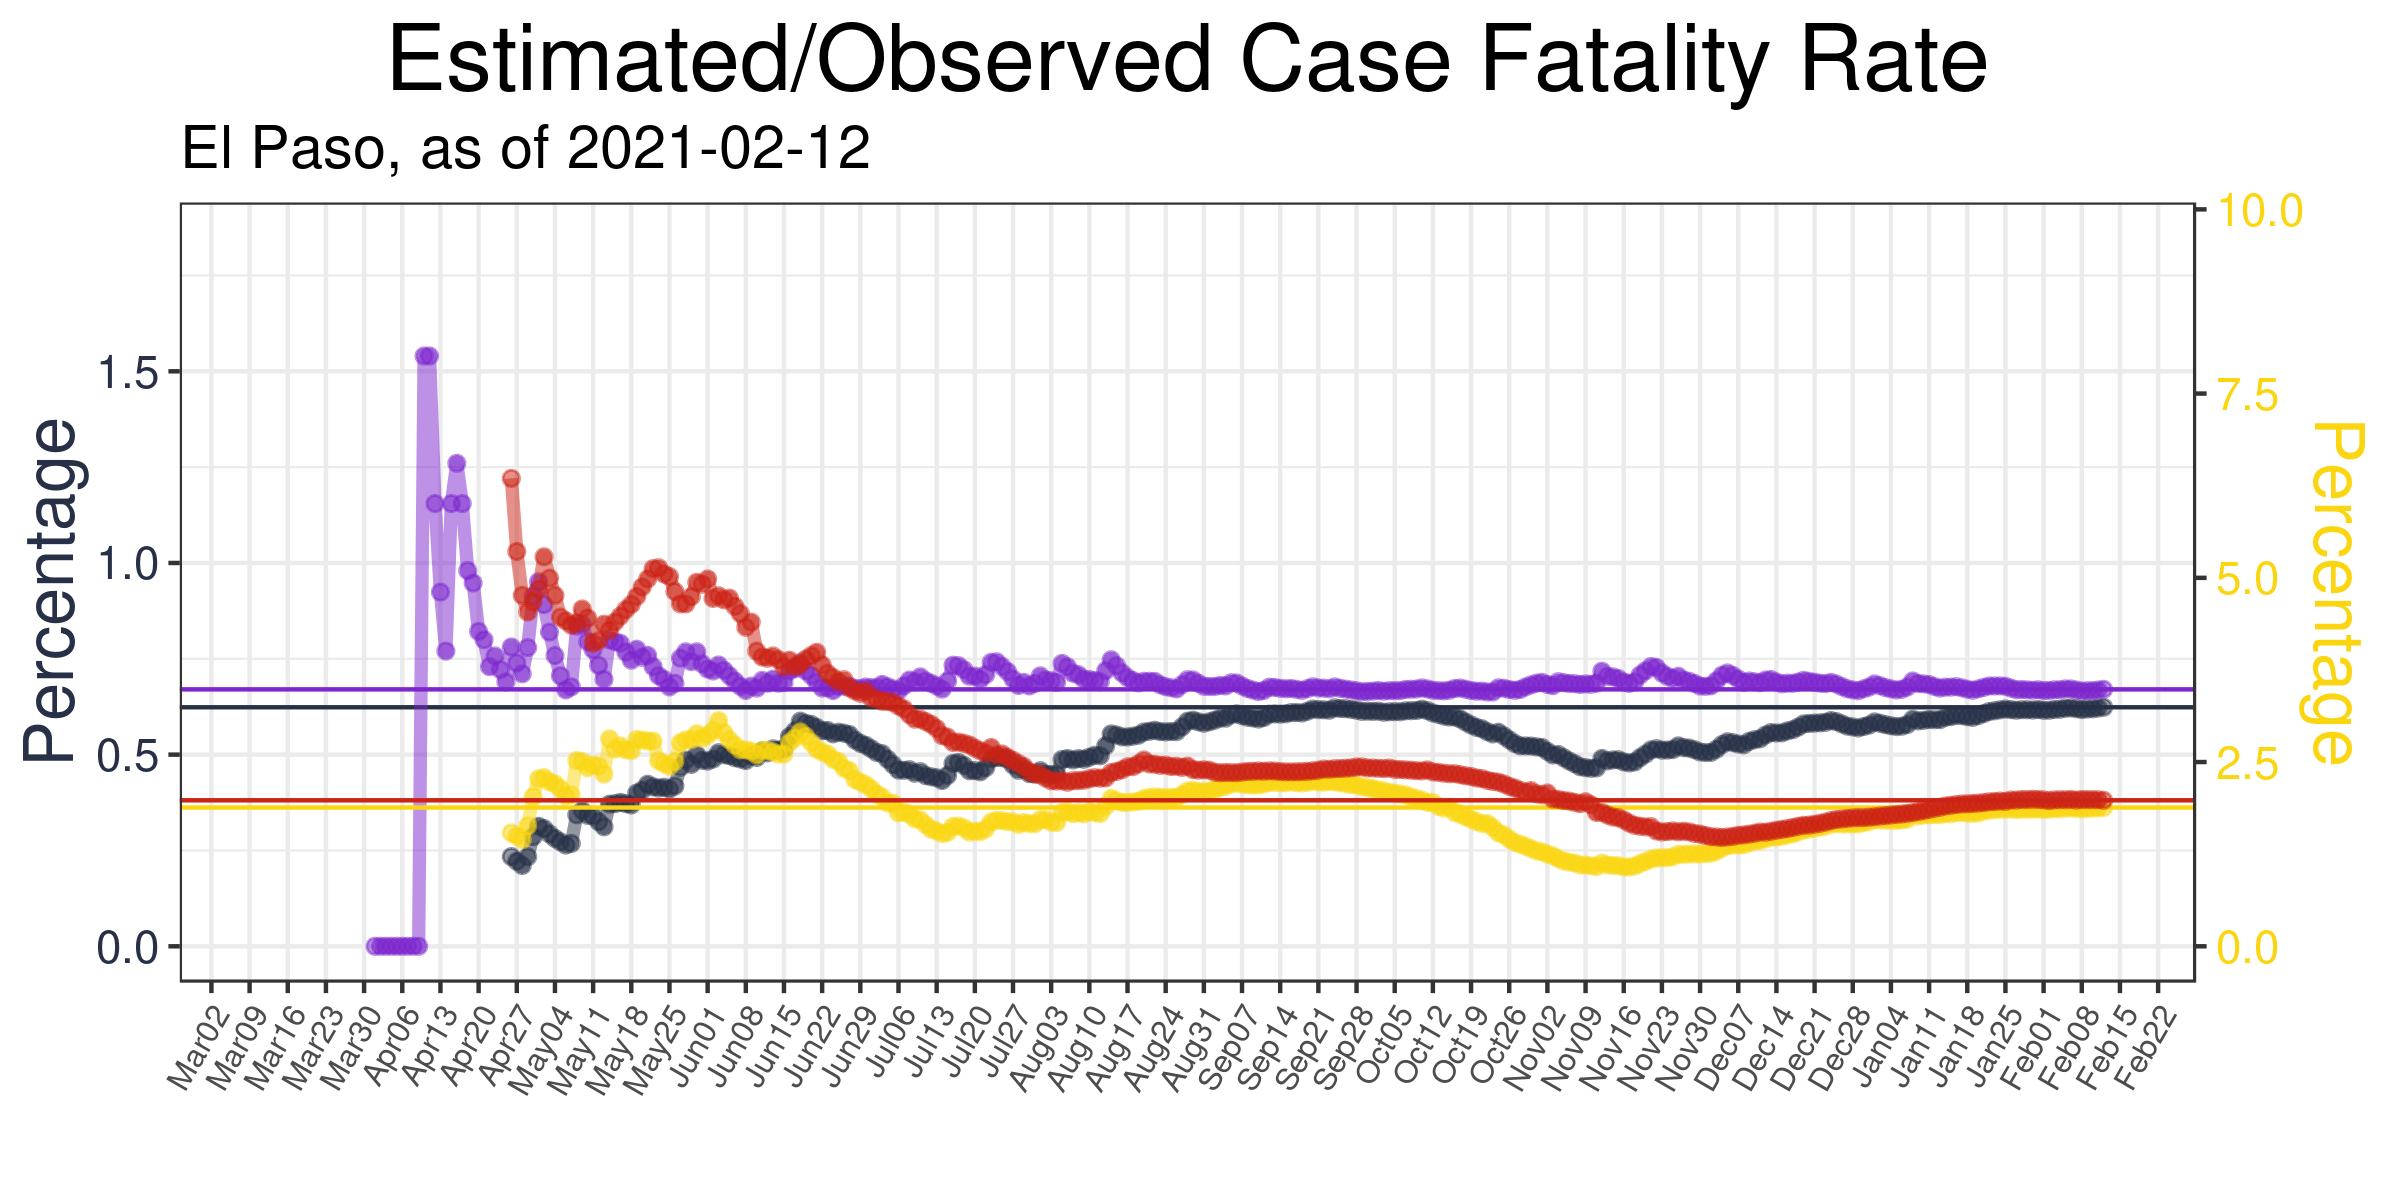 Estimated/Observed Case Fatality Rate
El Paso, as of 2021-02-12
Percentage
1.5
1.0
0.5
0.0
10.0
7.5
5.0
2.5
0.0
Percentage
Mar02
Mar09
Mar16
Mar23
Mar30
Apr06
Apr13
Apr20
Apr27
May04
May11
May18
May25
Jun01
Jun08
Jun15
Jun22
Jun29
Jul06
Jul13
Jul20
Jul27
Aug03
Aug10
Aug17
Aug24
Aug31
Sep07
Sep14
Sep21
Sep28
Oct05
Oct12
Oct19
Oct26
Nov02
Nov09
Nov16
Nov23
Nov30
Dec07
Dec14
Dec21
Dec28
Jan04
Jan11
Jan18
Jan25
Feb01
Feb08
Feb15
Feb22